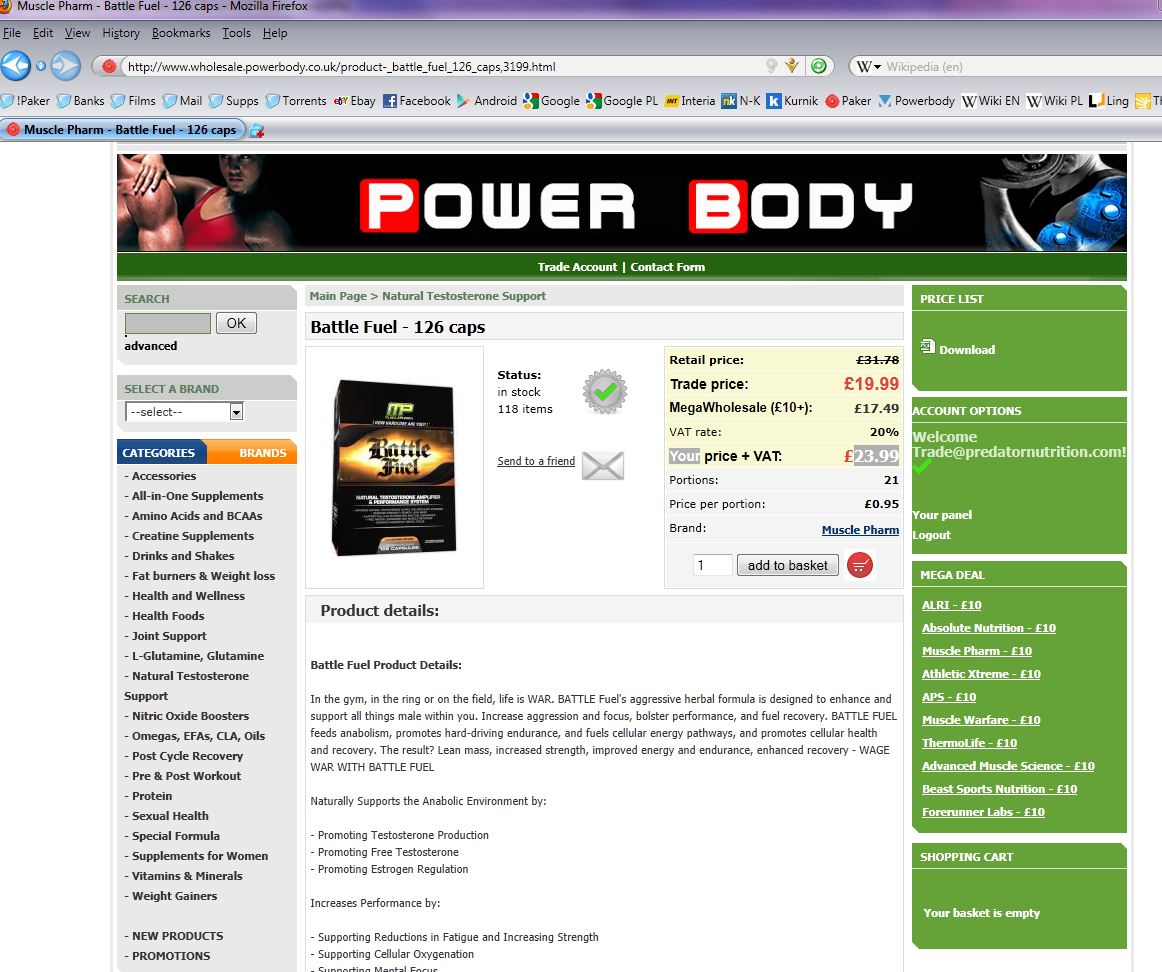 Muscle Pharm - Battle Fuel - 126 caps - Mozilla Firefox
File Edit View History Bookmarks Tools Help
http://www.wholesale.powerbody.co.uk/product-_battle_fuel_126_caps,3199.html
W Wikipedia (en)
!Paker Banks Films Mail Supps Torrents Ebay Facebook Android Google Google PL Interia N-K Kurnik Paker Powerbody Wiki EN Wiki PL Ling
Muscle Pharm - Battle Fuel - 126 caps
POWER BODY
Trade Account | Contact Form
SEARCH
OK
advanced
SELECT A BRAND
--select--
CATEGORIES BRANDS
- Accessories
- All-in-One Supplements
- Amino Acids and BCAAs
- Creatine Supplements
- Drinks and Shakes
- Fat burners & Weight loss
- Health and Wellness
- Health Foods
- Joint Support
- L-Glutamine, Glutamine
- Natural Testosterone
Support
- Nitric Oxide Boosters
- Omegas, EFAs, CLA, Oils
- Post Cycle Recovery
- Pre & Post Workout
- Protein
- Sexual Health
- Special Formula
- Supplements for Women
- Vitamins & Minerals
- Weight Gainers
- NEW PRODUCTS
- PROMOTIONS
Main Page > Natural Testosterone Support
Battle Fuel - 126 caps
MP
HOW HARDCORE ARE YOU?
Battle
Fuel
NATURAL TESTOSTERONE AMPLIFIER
& PERFORMANCE SYSTEM
126 CAPSULES
Status:
in stock
118 items
Send to a friend
Retail price: £31.78
Trade price: £19.99
MegaWholesale (£10+): £17.49
VAT rate: 20%
Your price + VAT: £23.99
Portions: 21
Price per portion: £0.95
Brand: Muscle Pharm
1 add to basket
Product details:
Battle Fuel Product Details:
In the gym, in the ring or on the field, life is WAR. BATTLE Fuel's aggressive herbal formula is designed to enhance and
support all things male within you. Increase aggression and focus, bolster performance, and fuel recovery. BATTLE FUEL
feeds anabolism, promotes hard-driving endurance, and fuels cellular energy pathways, and promotes cellular health
and recovery. The result? Lean mass, increased strength, improved energy and endurance, enhanced recovery - WAGE
WAR WITH BATTLE FUEL
Naturally Supports the Anabolic Environment by:
- Promoting Testosterone Production
- Promoting Free Testosterone
- Promoting Estrogen Regulation
Increases Performance by:
- Supporting Reductions in Fatigue and Increasing Strength
- Supporting Cellular Oxygenation
- Supporting Mental Focus
PRICE LIST
Download
ACCOUNT OPTIONS
Welcome
Trade@predatornutrition.com!
Your panel
Logout
MEGA DEAL
ALRI - £10
Absolute Nutrition - £10
Muscle Pharm - £10
Athletic Xtreme - £10
APS - £10
Muscle Warfare - £10
ThermoLife - £10
Advanced Muscle Science - £10
Beast Sports Nutrition - £10
Forerunner Labs - £10
SHOPPING CART
Your basket is empty